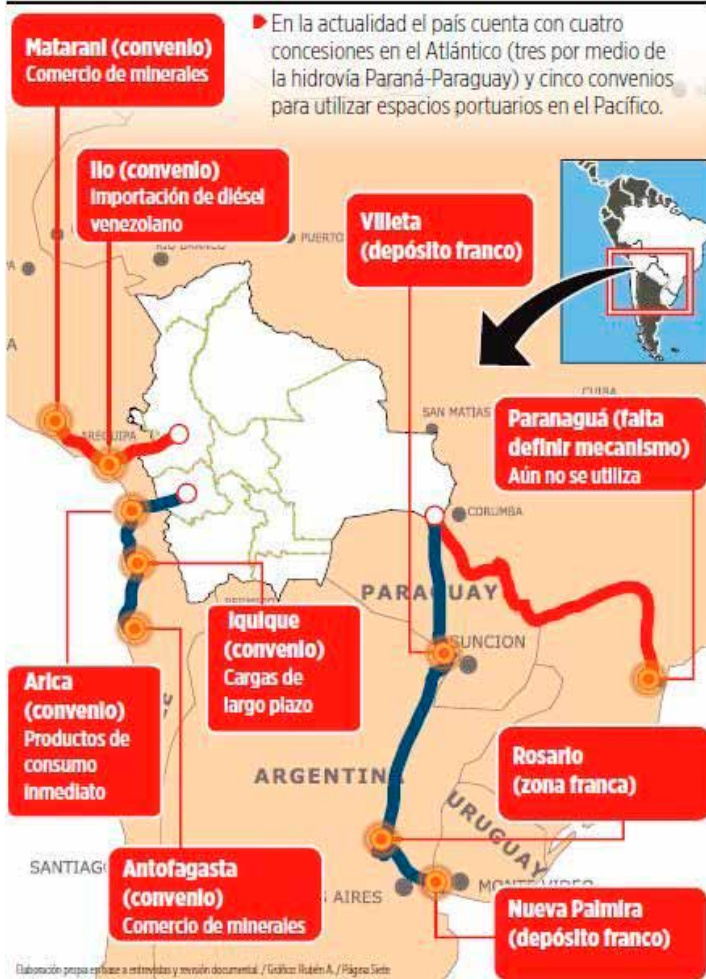 Matarani (convenio)
Comercio de minerales
En la actualidad el país cuenta con cuatro
concesiones en el Atlántico (tres por medio de
la hidrovía Paraná-Paraguay) y cinco convenios
para utilizar espacios portuarios en el Pacífico.
Ilo (convenio)
Importación de diésel
venezolano
Villeta
(depósito franco)
PUERTO
RIO BRANCO
CUIBA
SAN MATIAS
Paranaguá (falta
definir mecanismo)
Aún no se utiliza
AREQUIPA
CORUMBA
PARAGUAY
SUNCION
Iquique
(convenio)
Cargas de
largo plazo
Arica
(convenio)
Productos de
consumo
inmediato
ARGENTINA
Rosario
(zona franca)
URUGUAY
SANTIAG
Antofagasta
(convenio)
Comercio de minerales
S AIRES
MONTEVIDEO
Nueva Palmira
(depósito franco)
Elaboración propia en base a entrevistas y revisión documental. / Gráfico: Rubén A. / Página Siete